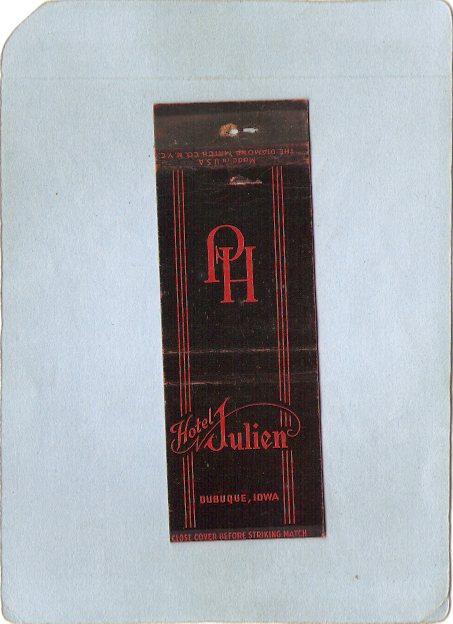 Made in U.S.A.
THE DIAMOND MATCH CO. N.Y.C.
JH
Hotel Julien
DUBUQUE, IOWA
CLOSE COVER BEFORE STRIKING MATCH